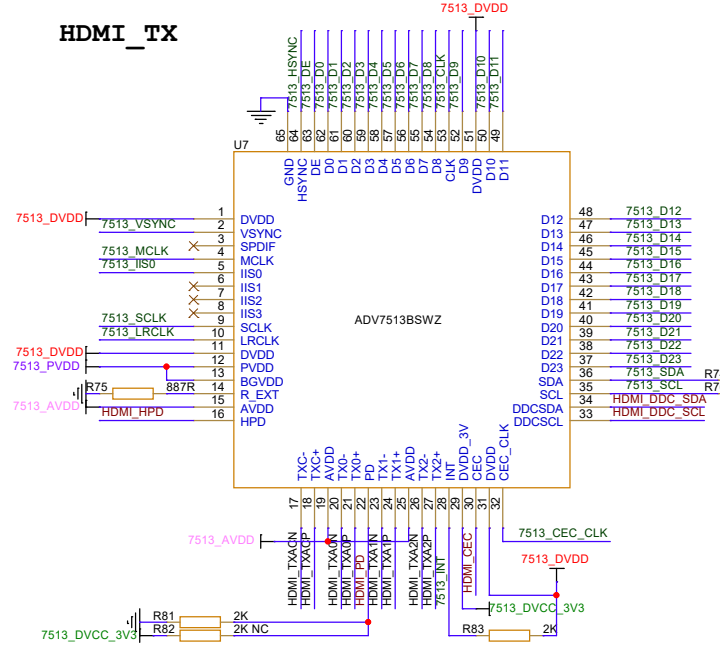 HDMI_TX
7513_DVDD
7513_HSYNC
7513_DE
7513_D0
7513_D1
7513_D2
7513_D3
7513_D4
7513_D5
7513_D6
7513_D7
7513_D8
7513_CLK
7513_D9
7513_D10
7513_D11
65 64 63 62 61 60 59 58 57 56 55 54 53 52 51 50 49
U7
GND HSYNC DE D0 D1 D2 D3 D4 D5 D6 D7 D8 CLK D9 DVDD D10 D11
7513_DVDD 1 DVDD
7513_VSYNC 2 VSYNC
3 SPDIF
7513_MCLK 4 MCLK
7513_IIS0 5 IIS0
6 IIS1
7 IIS2
8 IIS3
7513_SCLK 9 SCLK
7513_LRCLK 10 LRCLK
7513_DVDD 11 DVDD
7513_PVDD 12 PVDD
13 BGVDD
R75 887R 14 R_EXT
7513_AVDD 15 AVDD
HDMI_HPD 16 HPD
ADV7513BSWZ
D12 48 7513_D12
D13 47 7513_D13
D14 46 7513_D14
D15 45 7513_D15
D16 44 7513_D16
D17 43 7513_D17
D18 42 7513_D18
D19 41 7513_D19
D20 40 7513_D20
D21 39 7513_D21
D22 38 7513_D22
D23 37 7513_D23
SDA 36 7513_SDA
SCL 35 7513_SCL
DDCSDA 34 HDMI_DDC_SDA
DDCSCL 33 HDMI_DDC_SCL
TXC- TXC+ AVDD TX0- TX0+ PD TX1- TX1+ AVDD TX2- TX2+ INT DVDD_3V CEC DVDD CEC_CLK
17 18 19 20 21 22 23 24 25 26 27 28 29 30 31 32
7513_AVDD
HDMI_TXACN
HDMI_TXACP
HDMI_TXA0N
HDMI_TXA0P
HDMI_PD
HDMI_TXA1N
HDMI_TXA1P
HDMI_TXA2N
HDMI_TXA2P
7513_INT
HDMI_CEC
7513_CEC_CLK
7513_DVDD
7513_DVCC_3V3
R81 2K
7513_DVCC_3V3 R82 2K NC
R83 2K